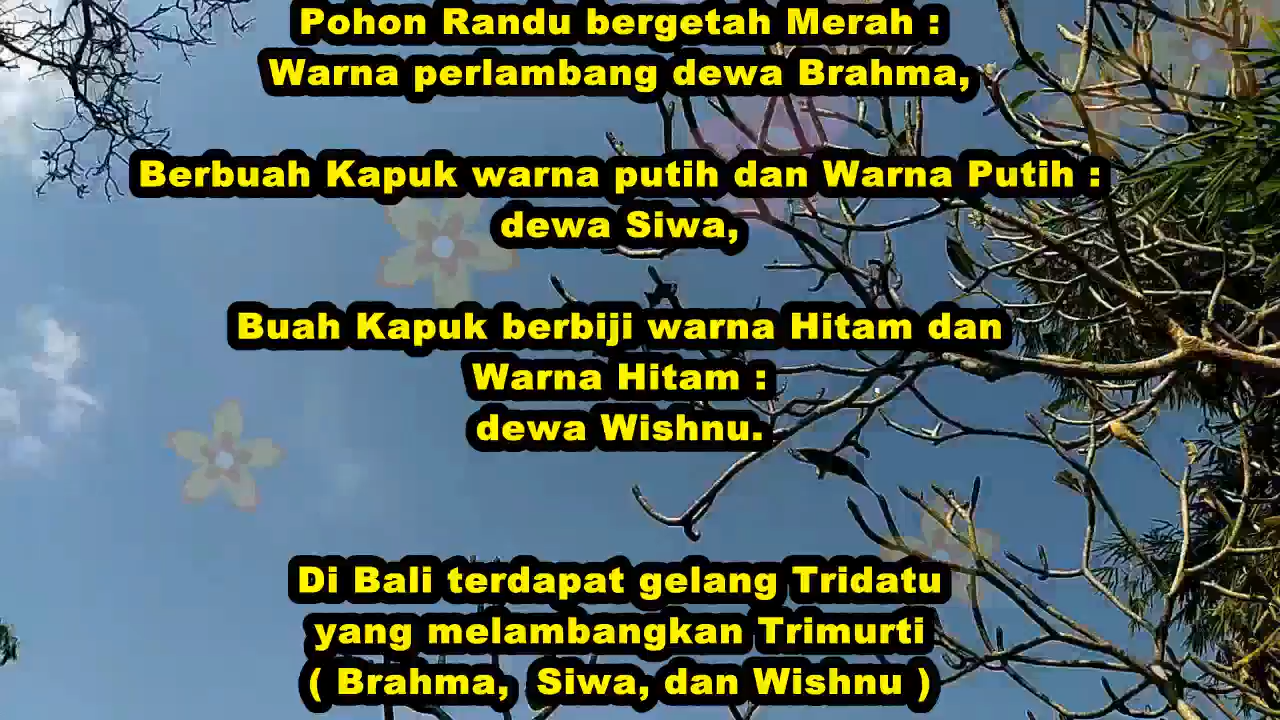 Pohon Randu bergetah Merah :
Warna perlambang dewa Brahma,
Berbuah Kapuk warna putih dan Warna Putih :
dewa Siwa,
Buah Kapuk berbiji warna Hitam dan
Warna Hitam :
dewa Wishnu.
Di Bali terdapat gelang Tridatu
yang melambangkan Trimurti
( Brahma,  Siwa, dan Wishnu )